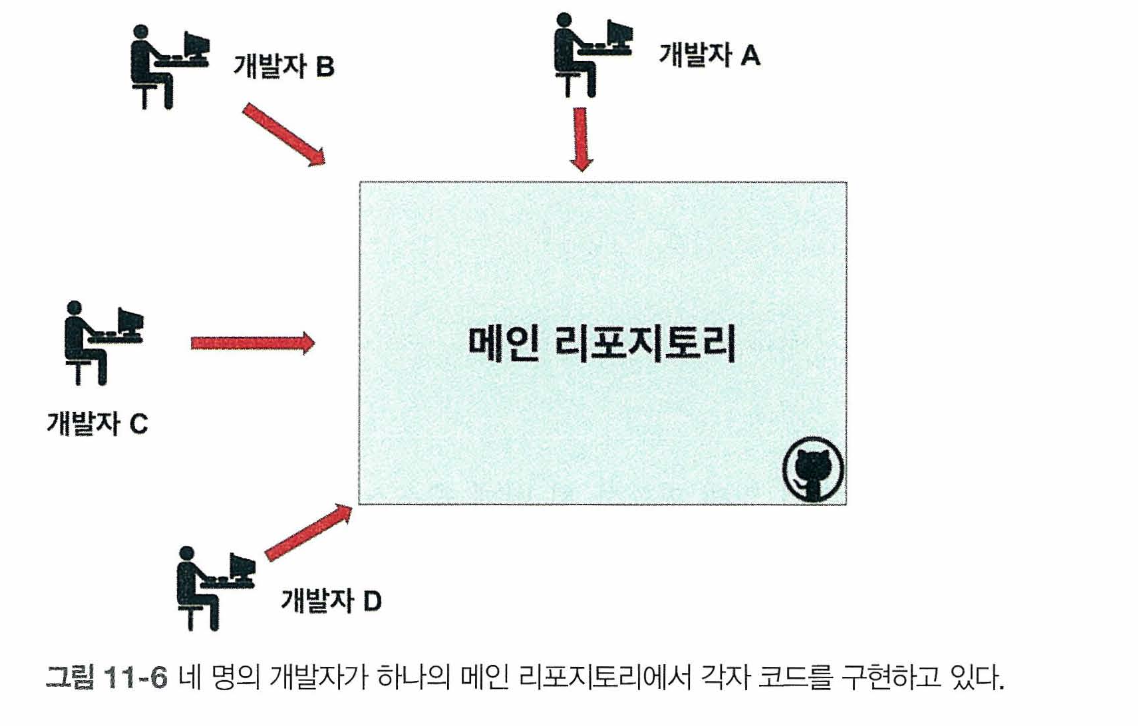 개발자 B
개발자 A
메인 리포지토리
개발자 C
개발자 D
그림 11-6 네 명의 개발자가 하나의 메인 리포지토리에서 각자 코드를 구현하고 있다.